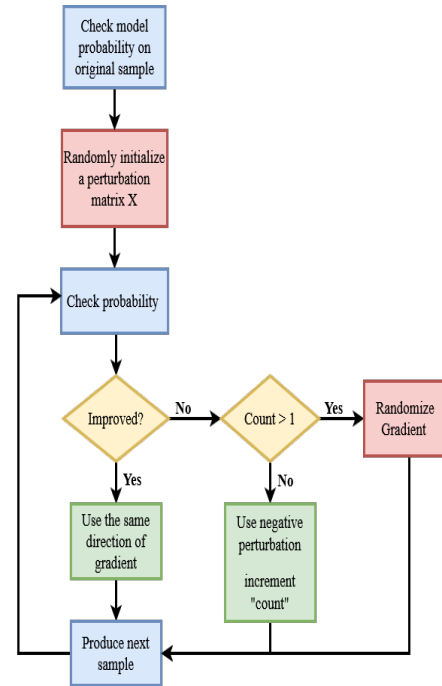 Check model
probability on
original sample
Randomly initialize
a perturbation
matrix X
Check probability
Improved?
No
Count > 1
Yes
Randomize
Gradient
Yes
No
Use the same
direction of
gradient
Use negative
perturbation
increment
"count"
Produce next
sample